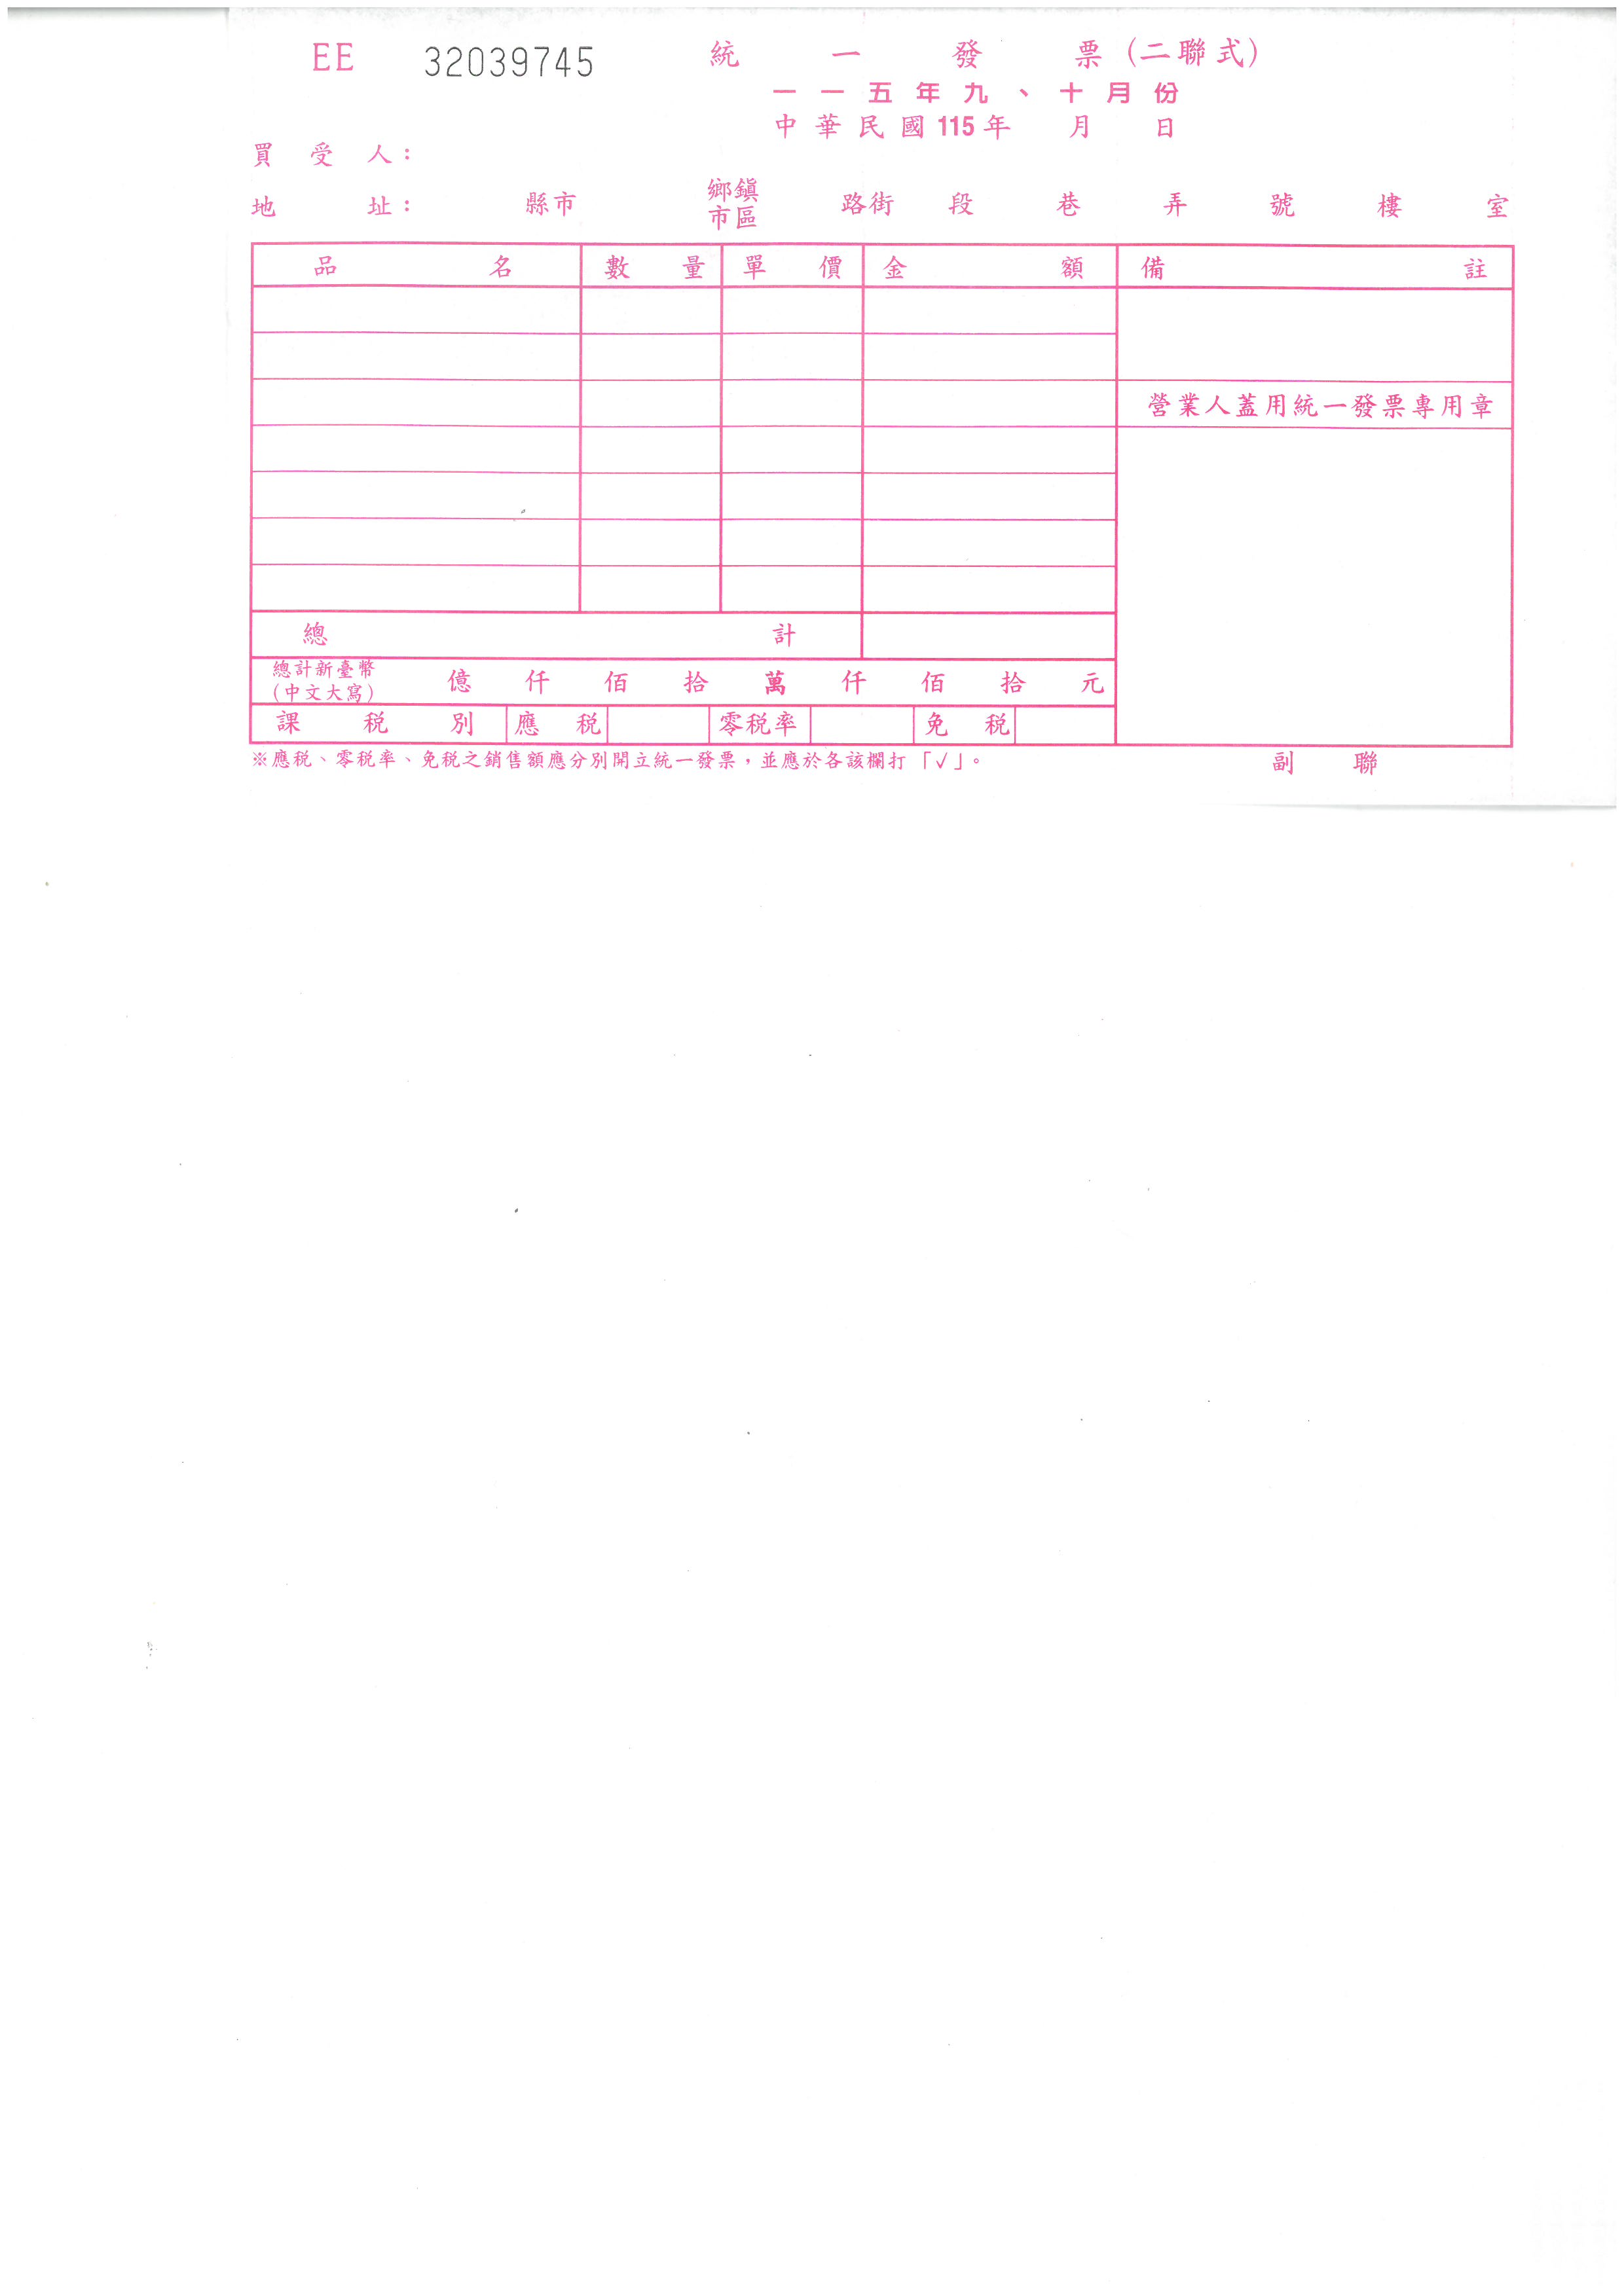 EE 32039745 統一發票(二聯式)
一一五年九、十月份
中華民國115年 月 日
買受人：
地址： 縣市 鄉鎮市區 路街 段 巷 弄 號 樓 室
品名 數量 單價 金額 備註
營業人蓋用統一發票專用章
總計
總計新臺幣(中文大寫) 億 仟 佰 拾 萬 仟 佰 拾 元
課稅別 應稅 零稅率 免稅
※應稅、零稅率、免稅之銷售額應分別開立統一發票，並應於各該欄打「✓」。
副聯